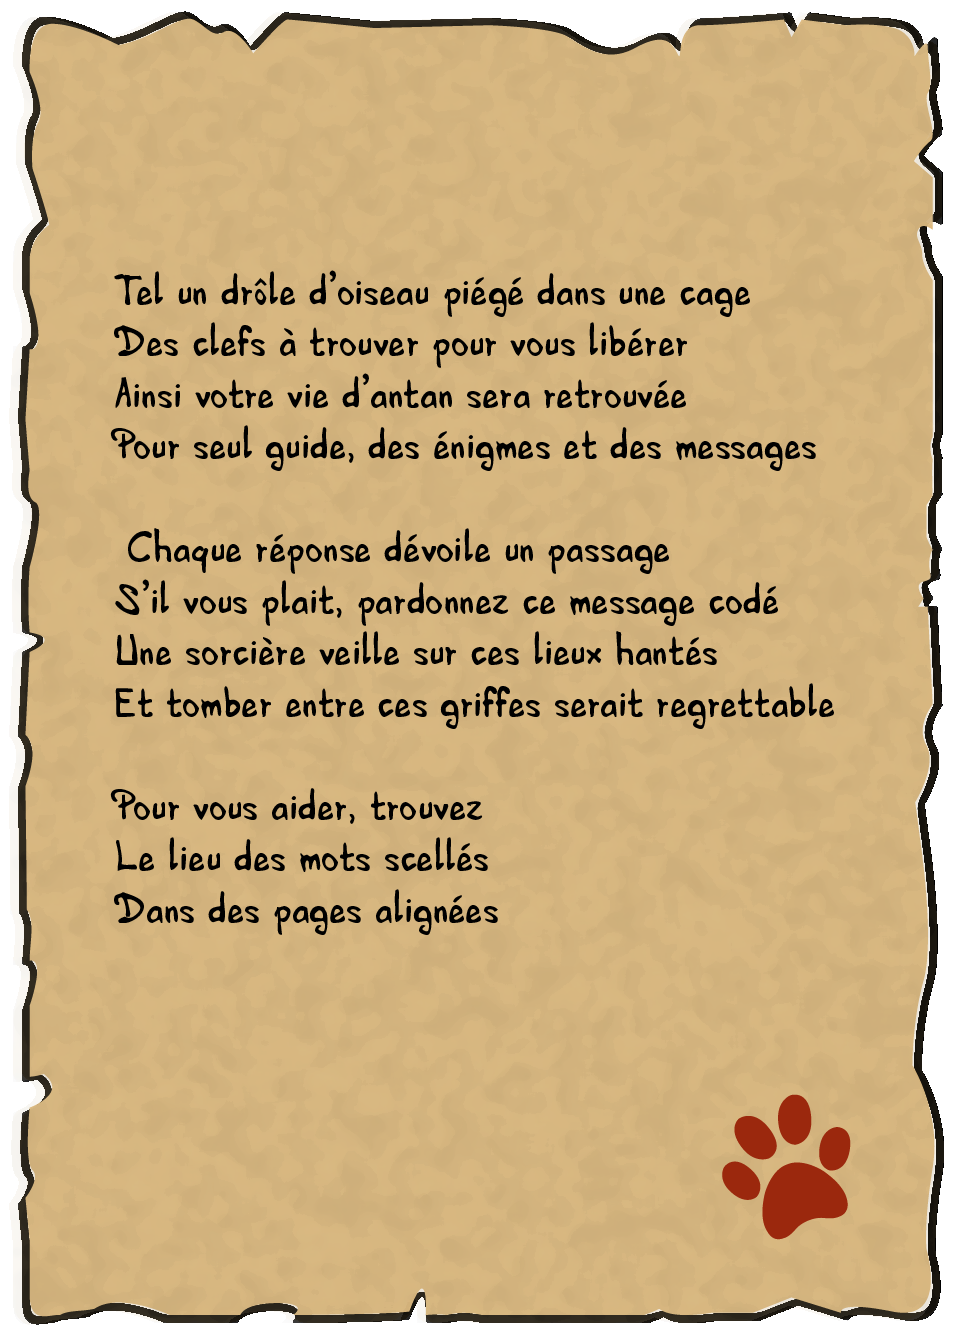 Tel un drôle d'oiseau piégé dans une cage
Des clefs à trouver pour vous libérer
Ainsi votre vie d'antan sera retrouvée
Pour seul guide, des énigmes et des messages
Chaque réponse dévoile un passage
S'il vous plait, pardonnez ce message codé
Une sorcière veille sur ces lieux hantés
Et tomber entre ces griffes serait regrettable
Pour vous aider, trouvez
Le lieu des mots scellés
Dans des pages alignées